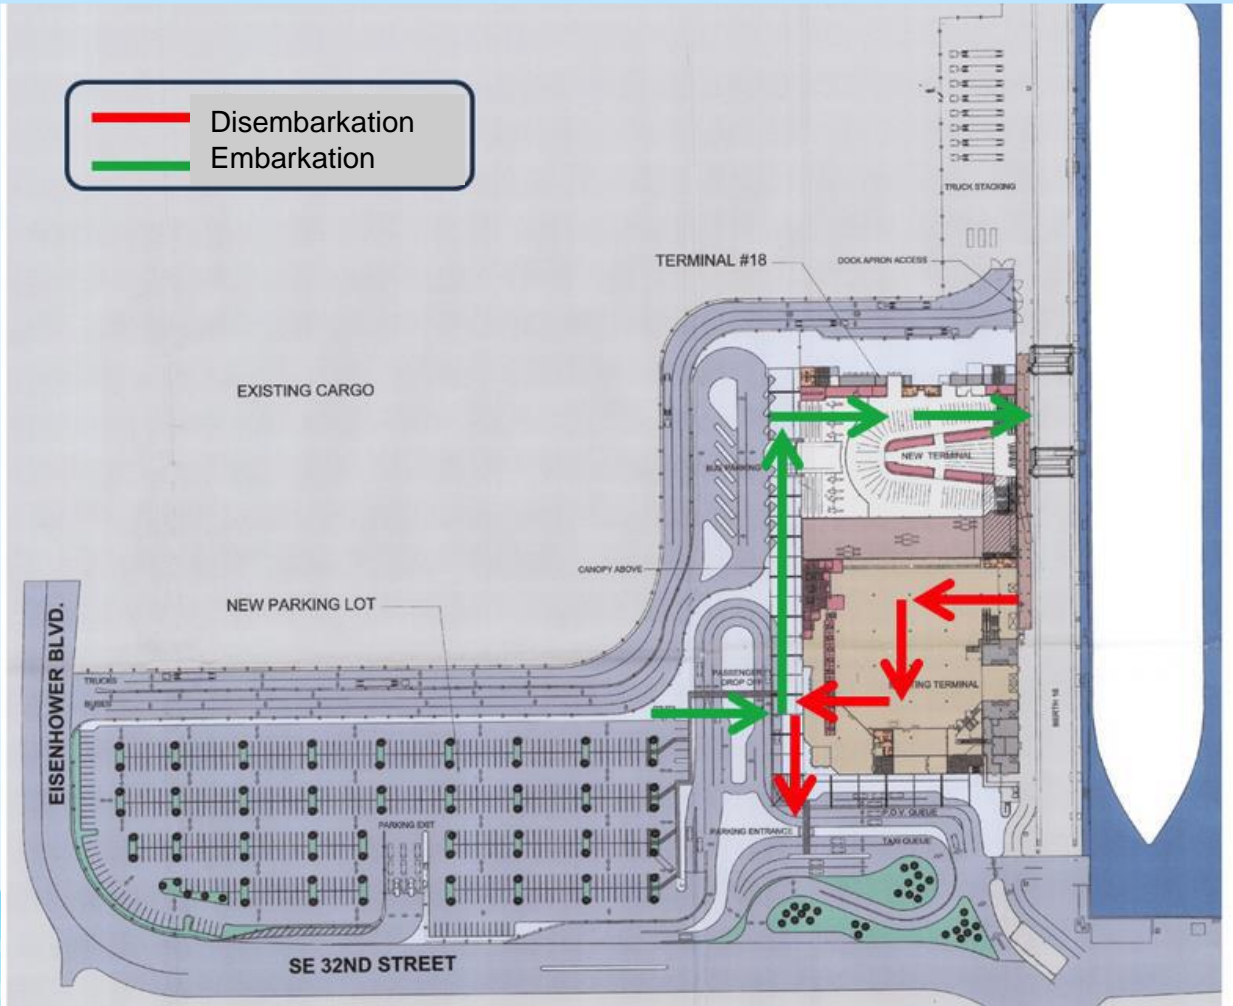 Disembarkation
Embarkation
TRUCK STACKING
TERMINAL #18
DOCK APRON ACCESS
EXISTING CARGO
NEW TERMINAL
BUS PARKING
CANOPY ABOVE
NEW PARKING LOT
EISENHOWER BLVD.
TRUCKS
BUSES
PASSENGER
DROP OFF
TING TERMINAL
BERTH 18
P.O.V. QUEUE
PARKING EXIT
PARKING ENTRANCE
TAXI QUEUE
SE 32ND STREET